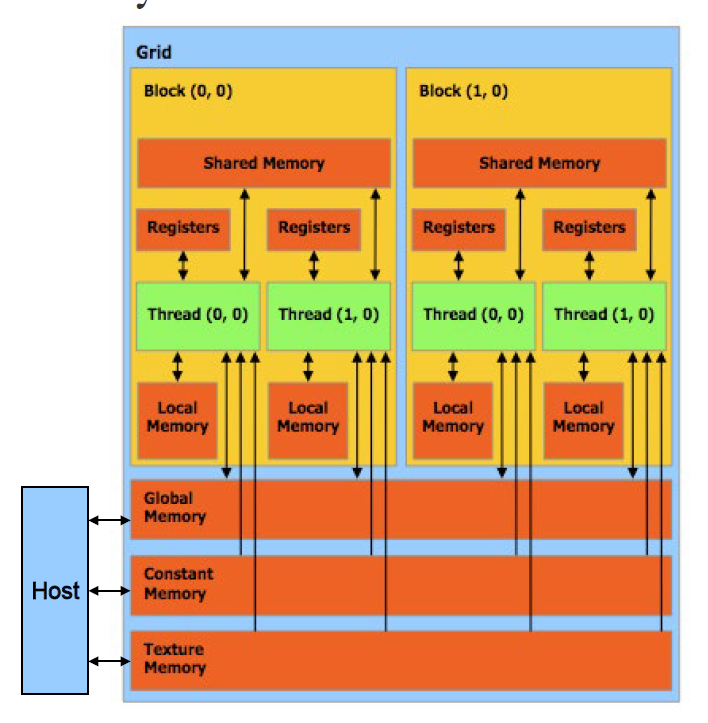 Grid
Block (0, 0)
Block (1, 0)
Shared Memory
Shared Memory
Registers
Registers
Registers
Registers
Thread (0, 0)
Thread (1, 0)
Thread (0, 0)
Thread (1, 0)
Local
Memory
Local
Memory
Local
Memory
Local
Memory
Global
Memory
Host
Constant
Memory
Texture
Memory